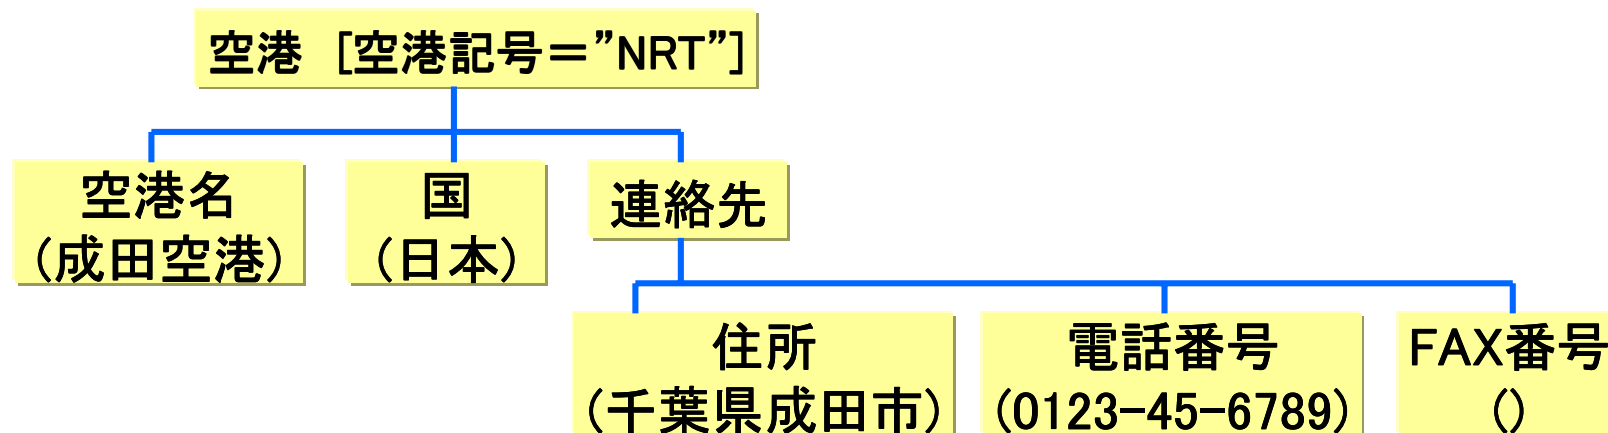 空港 [空港記号＝”NRT”]
空港名
(成田空港)
国
(日本)
連絡先
住所
(千葉県成田市)
電話番号
(0123-45-6789)
FAX番号
()